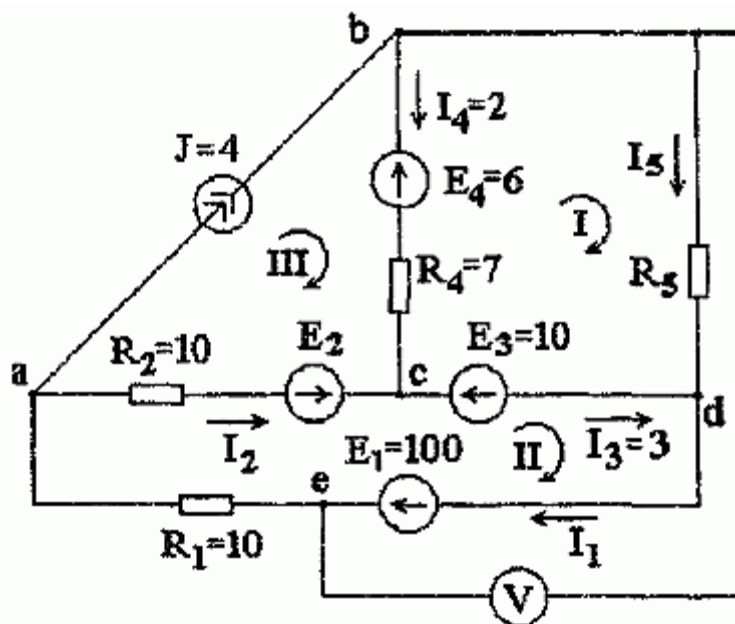 b
I₄=2
J=4
E₄=6
I₅
I
III
R₄=7
R₅
R₂=10
E₂
E₃=10
a
c
d
I₂
E₁=100
II
I₃=3
e
R₁=10
I₁
V